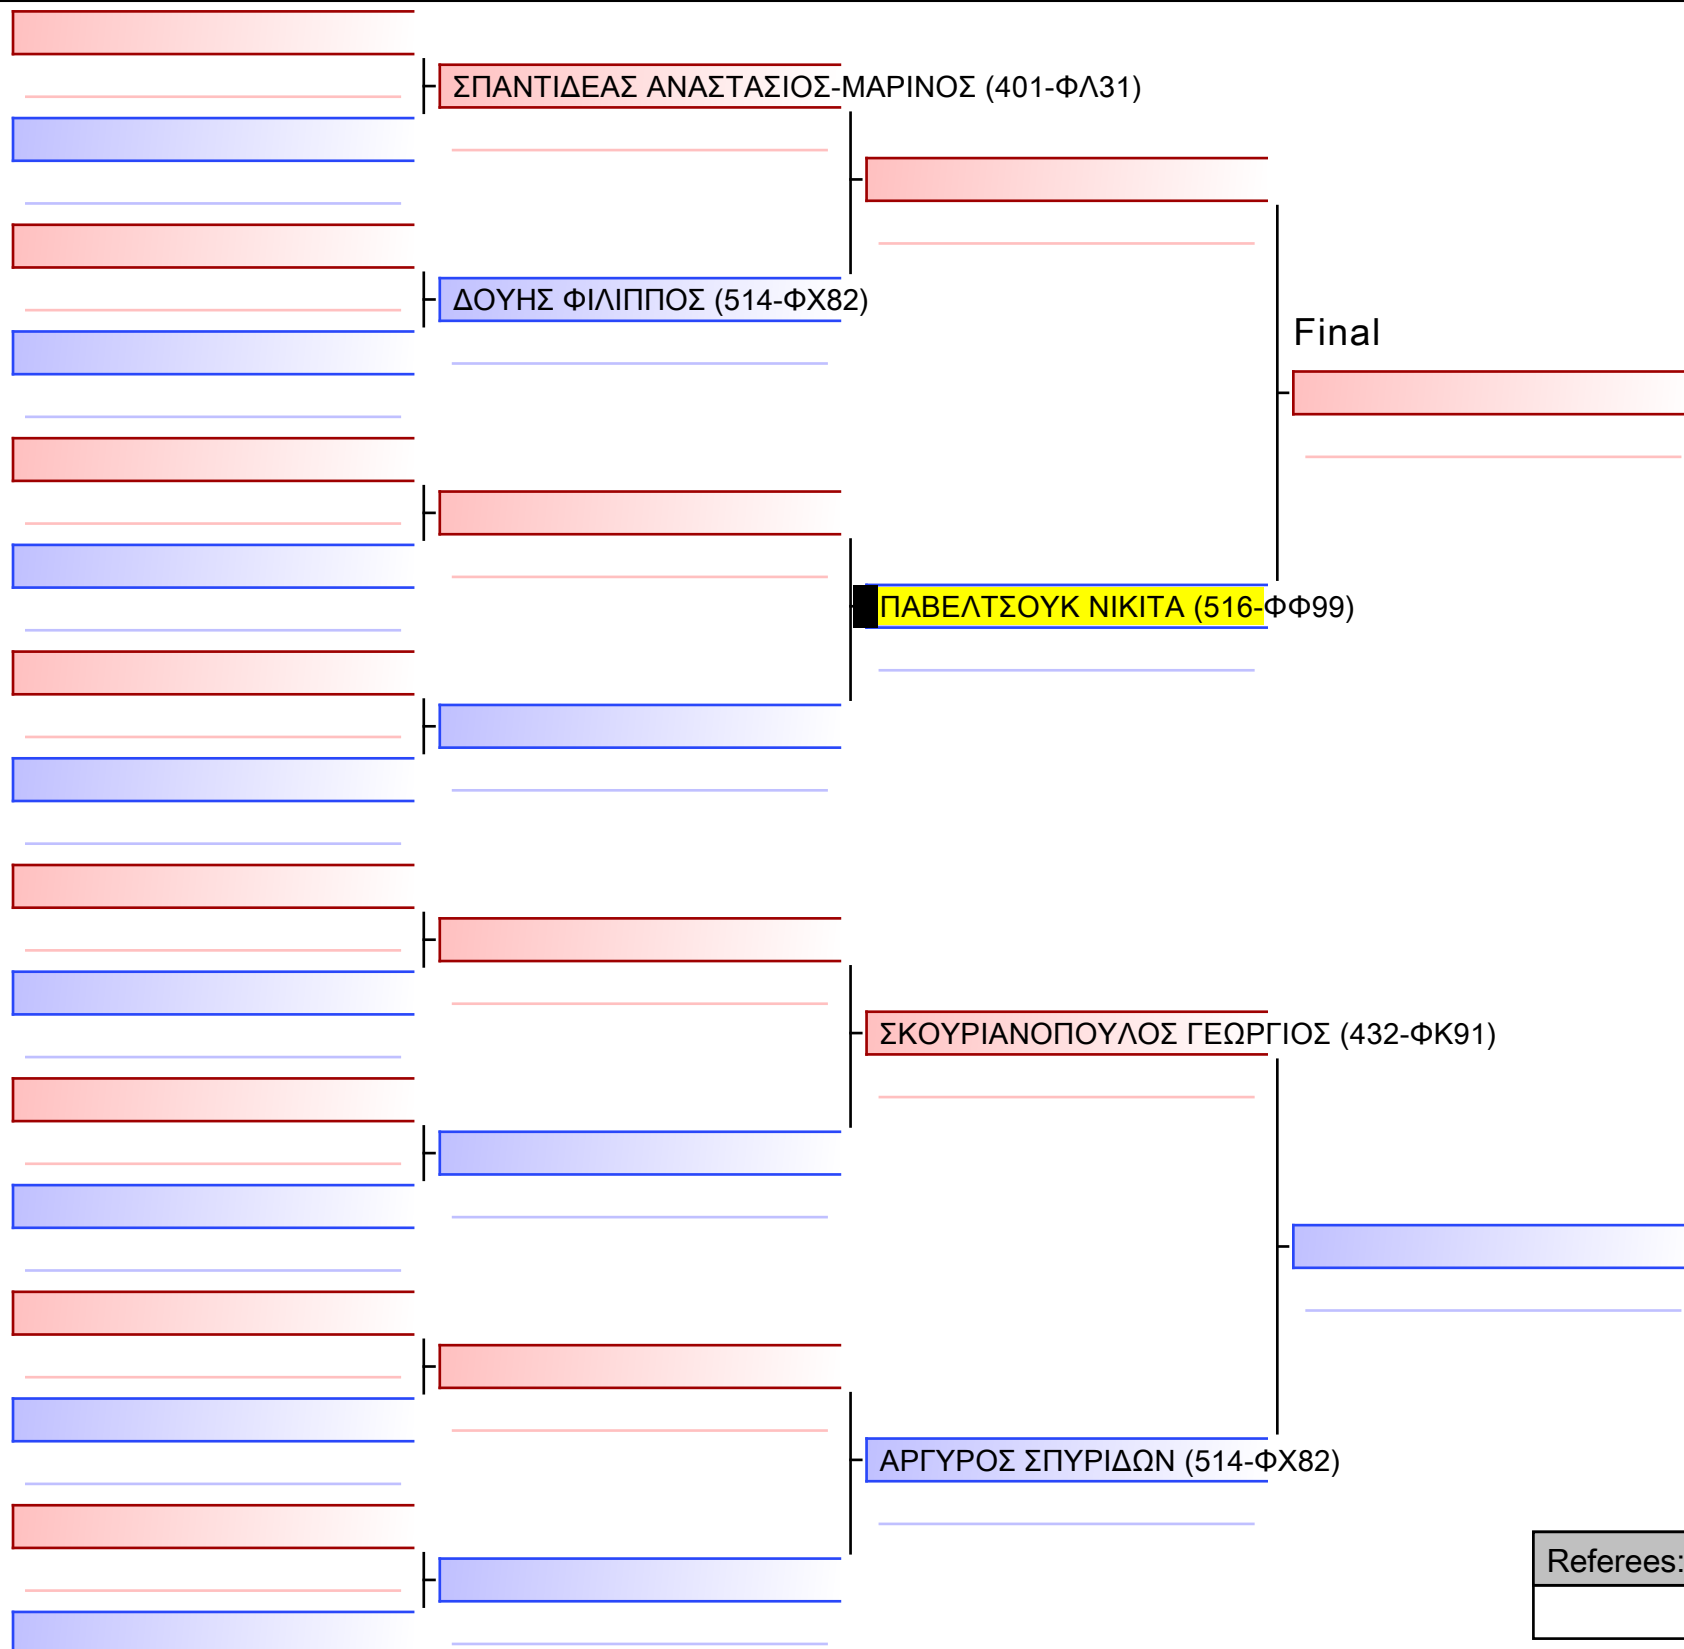 ΣΠΑΝΤΙΔΕΑΣ ΑΝΑΣΤΑΣΙΟΣ-ΜΑΡΙΝΟΣ (401-ΦΛ31)
ΔΟΥΗΣ ΦΙΛΙΠΠΟΣ (514-ΦΧ82)
Final
ΠΑΒΕΛΤΣΟΥΚ ΝΙΚΙΤΑ (516-ΦΦ99)
ΣΚΟΥΡΙΑΝΟΠΟΥΛΟΣ ΓΕΩΡΓΙΟΣ (432-ΦΚ91)
ΑΡΓΥΡΟΣ ΣΠΥΡΙΔΩΝ (514-ΦΧ82)
Referees: